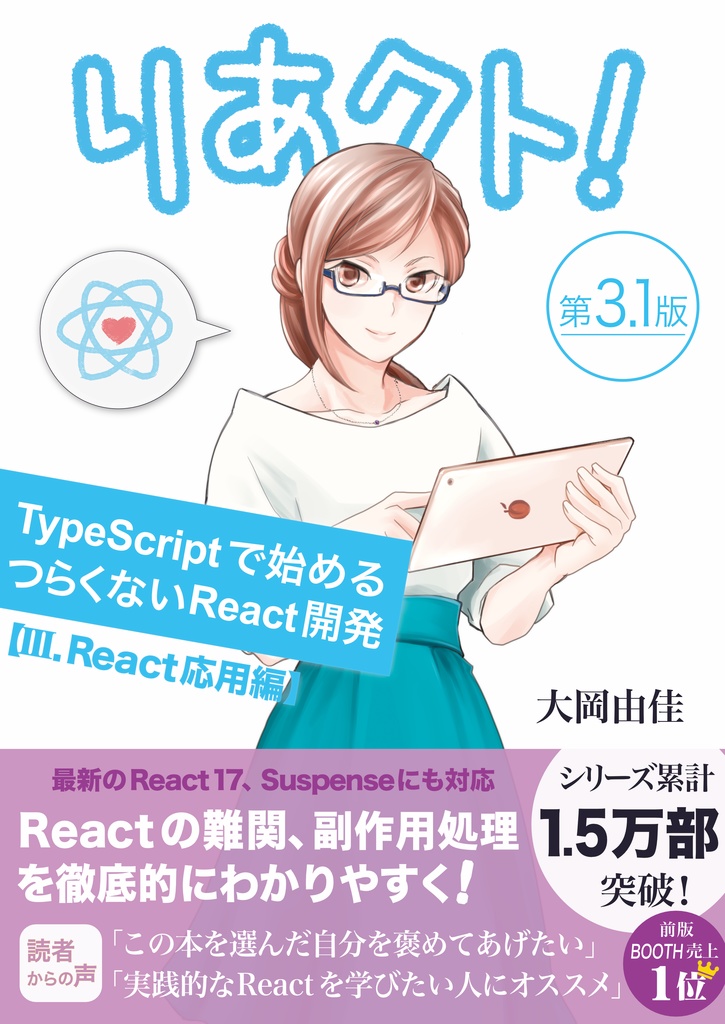 りあクト!
第3.1版
TypeScriptで始める
つらくないReact開発
【III.React応用編】
大岡由佳
最新のReact 17、Suspenseにも対応
Reactの難関、副作用処理
を徹底的にわかりやすく!
シリーズ累計
1.5万部
突破!
読者
からの声
「この本を選んだ自分を褒めてあげたい」
「実践的なReactを学びたい人にオススメ」
前版
BOOTH売上
1位